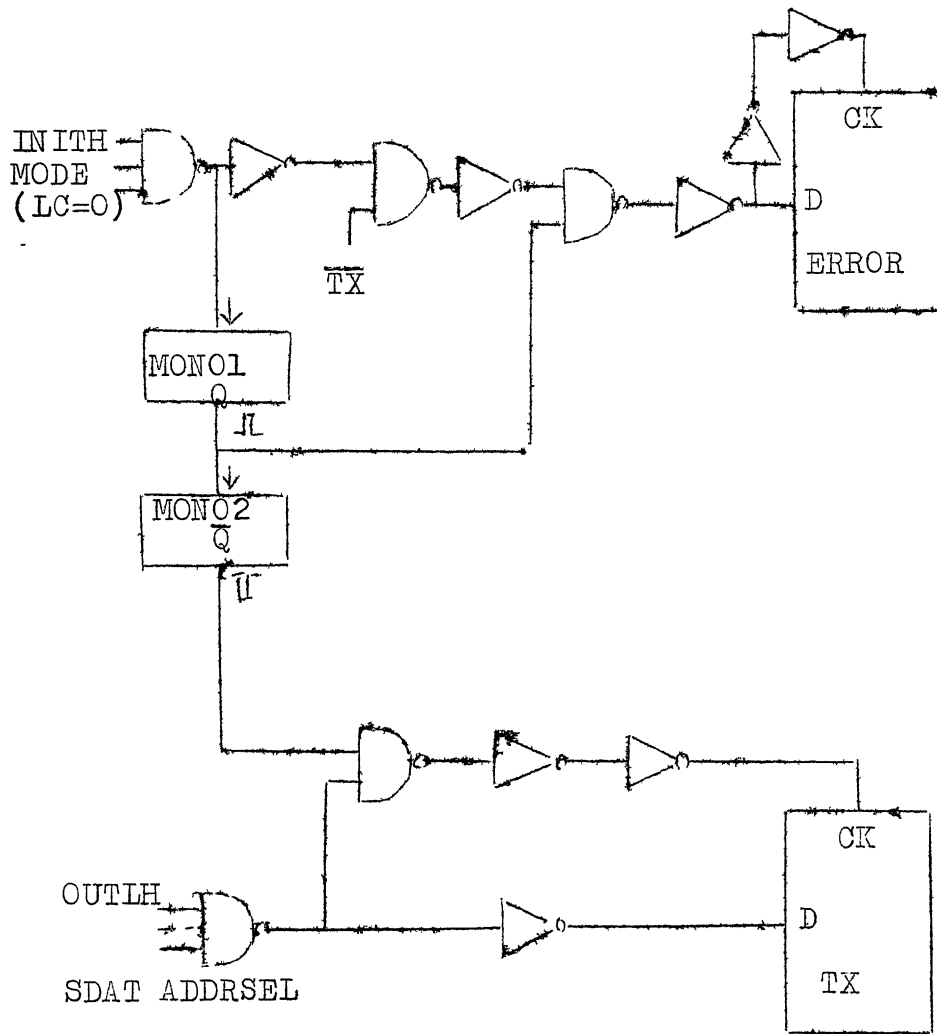 INITH
MODE
(LC=0)
CK
D
ERROR
TX
MONO1
Q
MONO2
Q
CK
OUTLH
D
SDAT ADDRSEL
TX